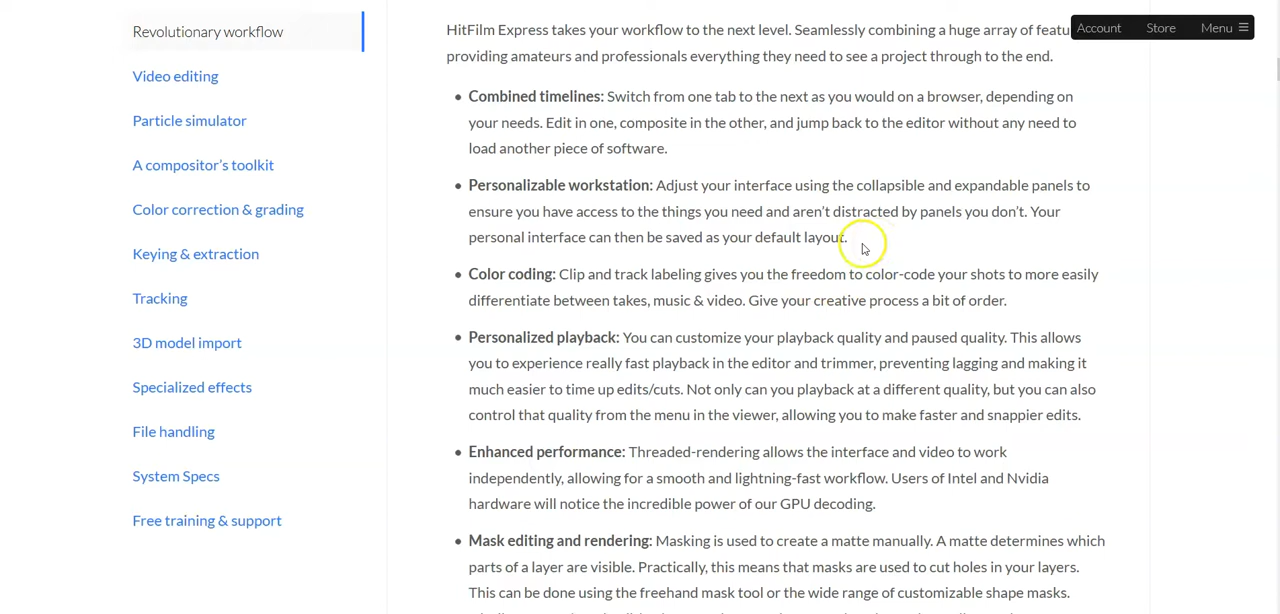 Revolutionary workflow
Video editing
Particle simulator
A compositor's toolkit
Color correction & grading
Keying & extraction
Tracking
3D model import
Specialized effects
File handling
System Specs
Free training & support
Account Store Menu
HitFilm Express takes your workflow to the next level. Seamlessly combining a huge array of
providing amateurs and professionals everything they need to see a project through to the end.
• Combined timelines: Switch from one tab to the next as you would on a browser, depending on
your needs. Edit in one, composite in the other, and jump back to the editor without any need to
load another piece of software.
• Personalizable workstation: Adjust your interface using the collapsible and expandable panels to
ensure you have access to the things you need and aren't distracted by panels you don't. Your
personal interface can then be saved as your default layout.
• Color coding: Clip and track labeling gives you the freedom to color-code your shots to more easily
differentiate between takes, music & video. Give your creative process a bit of order.
• Personalized playback: You can customize your playback quality and paused quality. This allows
you to experience really fast playback in the editor and trimmer, preventing lagging and making it
much easier to time up edits/cuts. Not only can you playback at a different quality, but you can also
control that quality from the menu in the viewer, allowing you to make faster and snappier edits.
• Enhanced performance: Threaded-rendering allows the interface and video to work
independently, allowing for a smooth and lightning-fast workflow. Users of Intel and Nvidia
hardware will notice the incredible power of our GPU decoding.
• Mask editing and rendering: Masking is used to create a matte manually. A matte determines which
parts of a layer are visible. Practically, this means that masks are used to cut holes in your layers.
This can be done using the freehand mask tool or the wide range of customizable shape masks.